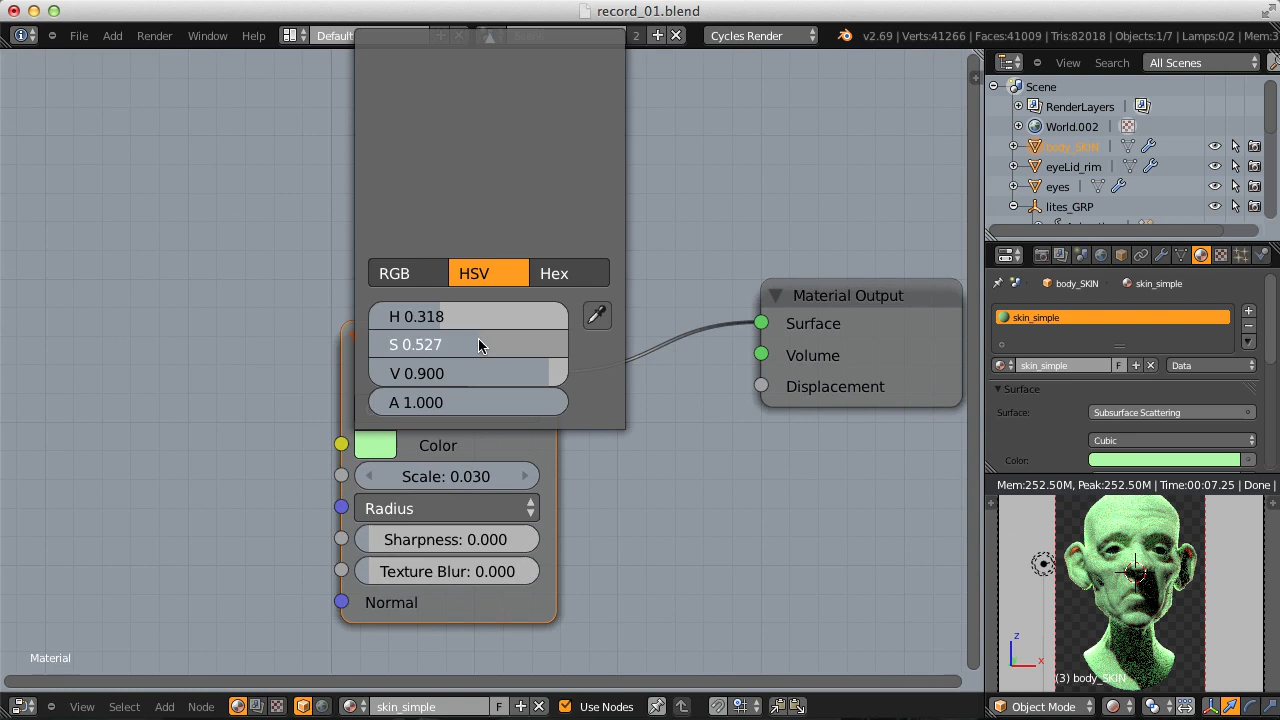 record_01.blend
File Add Render Window Help Default Scene 2 Cycles Render v2.69 | Verts:41266 | Faces:41009 | Tris:82018 | Objects:1/7 | Lamps:0/2 | Mem:3
View Search All Scenes
Scene
RenderLayers
World.002
body_SKIN
eyeLid_rim
eyes
lites_GRP
RGB HSV Hex
H 0.318
S 0.527
V 0.900
A 1.000
Color
Scale: 0.030
Radius
Sharpness: 0.000
Texture Blur: 0.000
Normal
Material Output
Surface
Volume
Displacement
body_SKIN skin_simple
skin_simple
skin_simple F Data
Surface
Surface: Subsurface Scattering
Cubic
Color:
Mem:252.50M, Peak:252.50M | Time:00:07.25 | Done |
z
x
(3) body_SKIN
Material
View Select Add Node skin_simple F Use Nodes
Object Mode